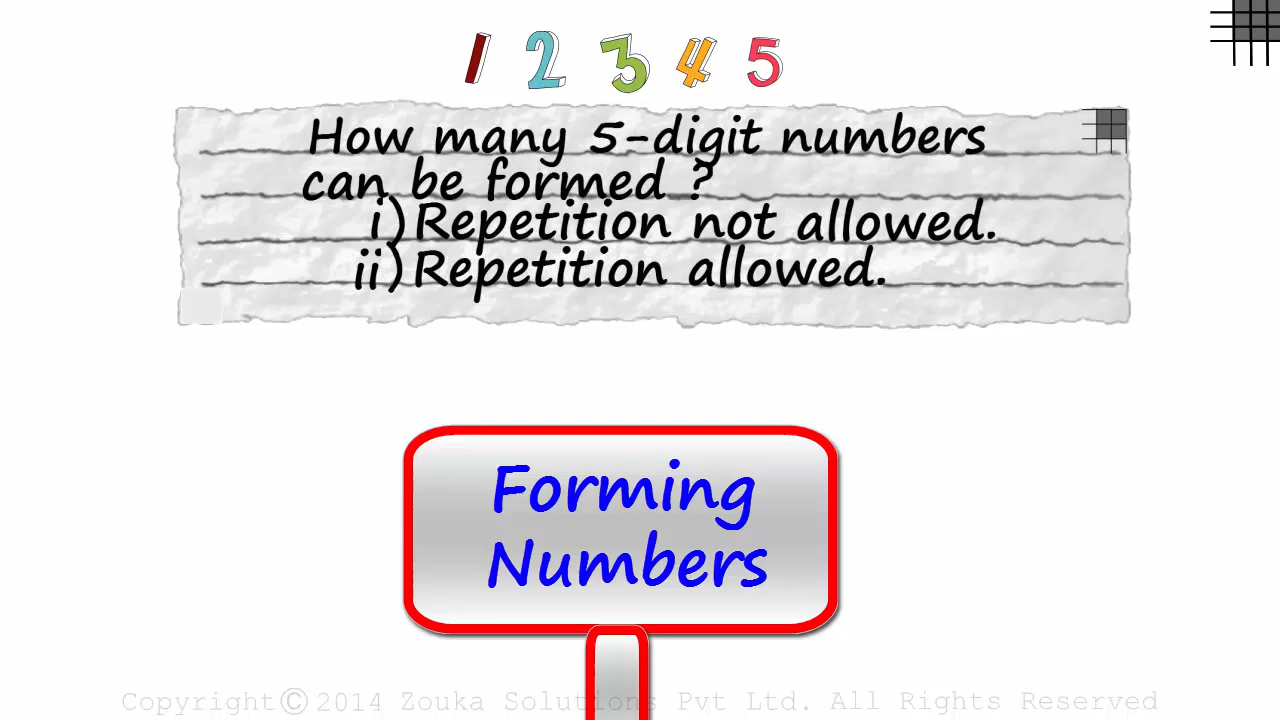 1 2 3 4 5
How many 5-digit numbers
can be formed ?
i) Repetition not allowed.
ii) Repetition allowed.
Forming
Numbers
Copyright © 2014 Zouka Solutions Pvt Ltd. All Rights Reserved